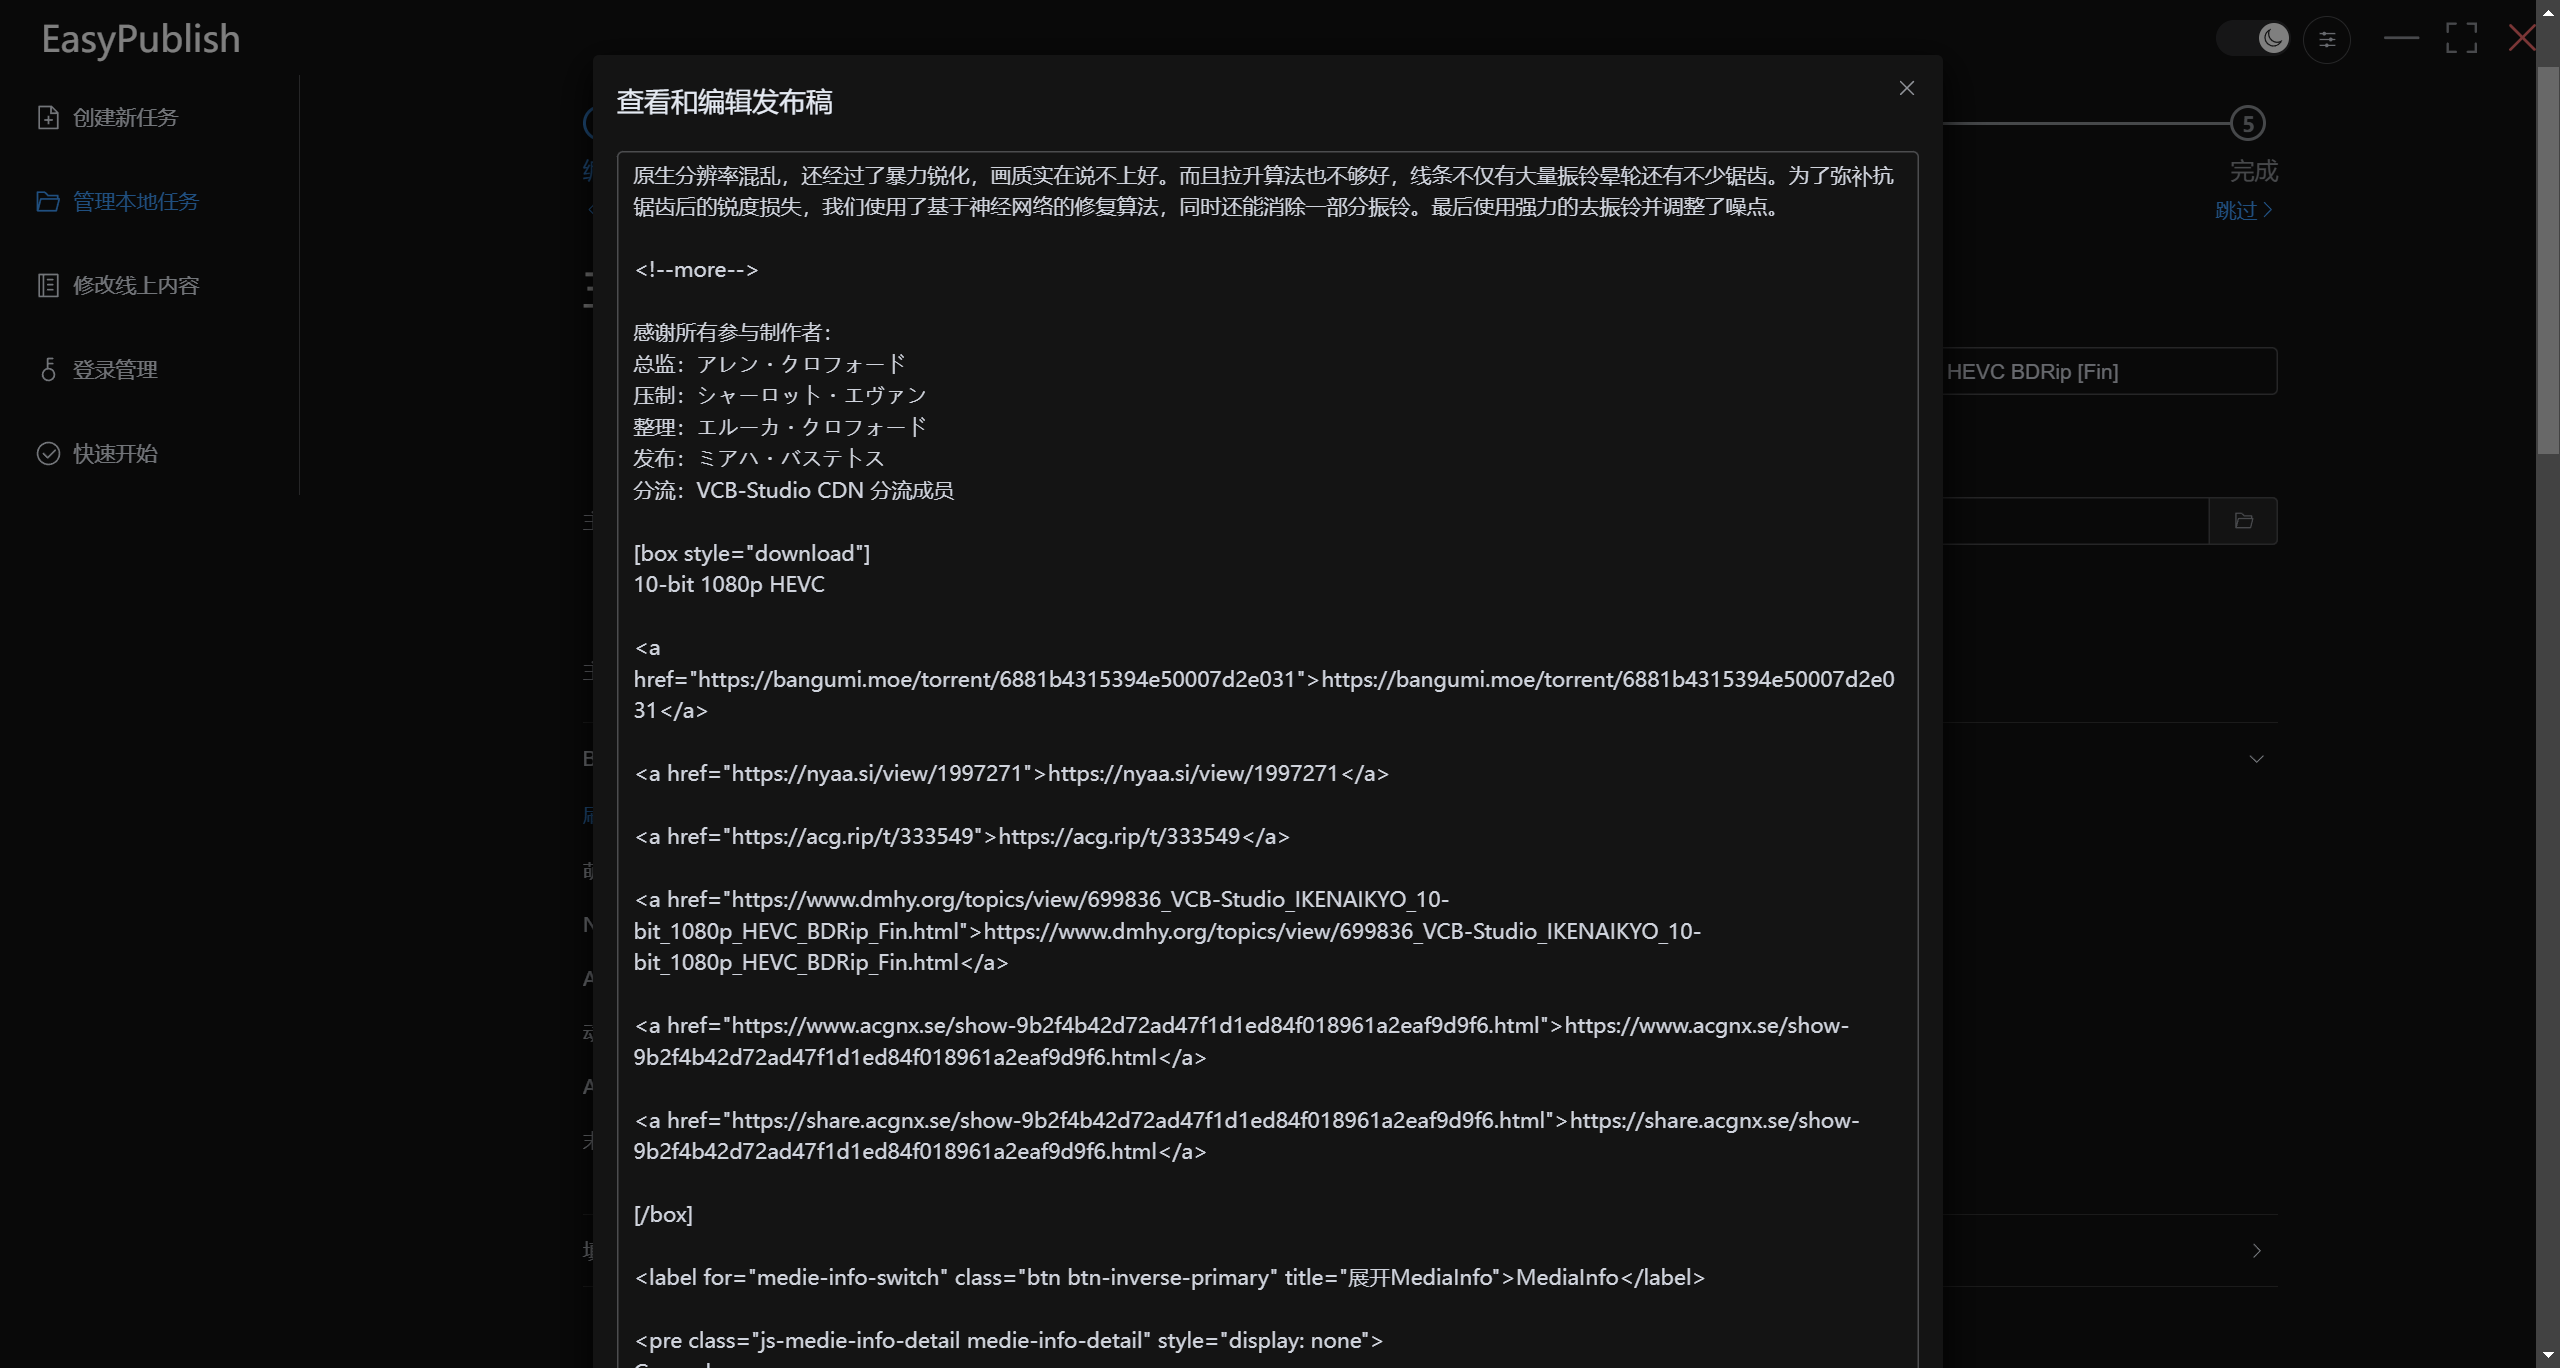 EasyPublish
创建新任务
管理本地任务
修改线上内容
登录管理
快速开始
5
完成
跳过
HEVC BDRip [Fin]
查看和编辑发布稿
原生分辨率混乱，还经过了暴力锐化，画质实在说不上好。而且拉升算法也不够好，线条不仅有大量振铃晕轮还有不少锯齿。为了弥补抗
锯齿后的锐度损失，我们使用了基于神经网络的修复算法，同时还能消除一部分振铃。最后使用强力的去振铃并调整了噪点。
<!--more-->
感谢所有参与制作者：
总监：アレン・クロフォード
压制：シャーロット・エヴァン
整理：エルーカ・クロフォード
发布：ミアハ・バステトス
分流：VCB-Studio CDN 分流成员
[box style="download"]
10-bit 1080p HEVC
<a
href="https://bangumi.moe/torrent/6881b4315394e50007d2e031">https://bangumi.moe/torrent/6881b4315394e50007d2e0
31</a>
<a href="https://nyaa.si/view/1997271">https://nyaa.si/view/1997271</a>
<a href="https://acg.rip/t/333549">https://acg.rip/t/333549</a>
<a href="https://www.dmhy.org/topics/view/699836_VCB-Studio_IKENAIKYO_10-
bit_1080p_HEVC_BDRip_Fin.html">https://www.dmhy.org/topics/view/699836_VCB-Studio_IKENAIKYO_10-
bit_1080p_HEVC_BDRip_Fin.html</a>
<a href="https://www.acgnx.se/show-9b2f4b42d72ad47f1d1ed84f018961a2eaf9d9f6.html">https://www.acgnx.se/show-
9b2f4b42d72ad47f1d1ed84f018961a2eaf9d9f6.html</a>
<a href="https://share.acgnx.se/show-9b2f4b42d72ad47f1d1ed84f018961a2eaf9d9f6.html">https://share.acgnx.se/show-
9b2f4b42d72ad47f1d1ed84f018961a2eaf9d9f6.html</a>
[/box]
<label for="medie-info-switch" class="btn btn-inverse-primary" title="展开MediaInfo">MediaInfo</label>
<pre class="js-medie-info-detail medie-info-detail" style="display: none">